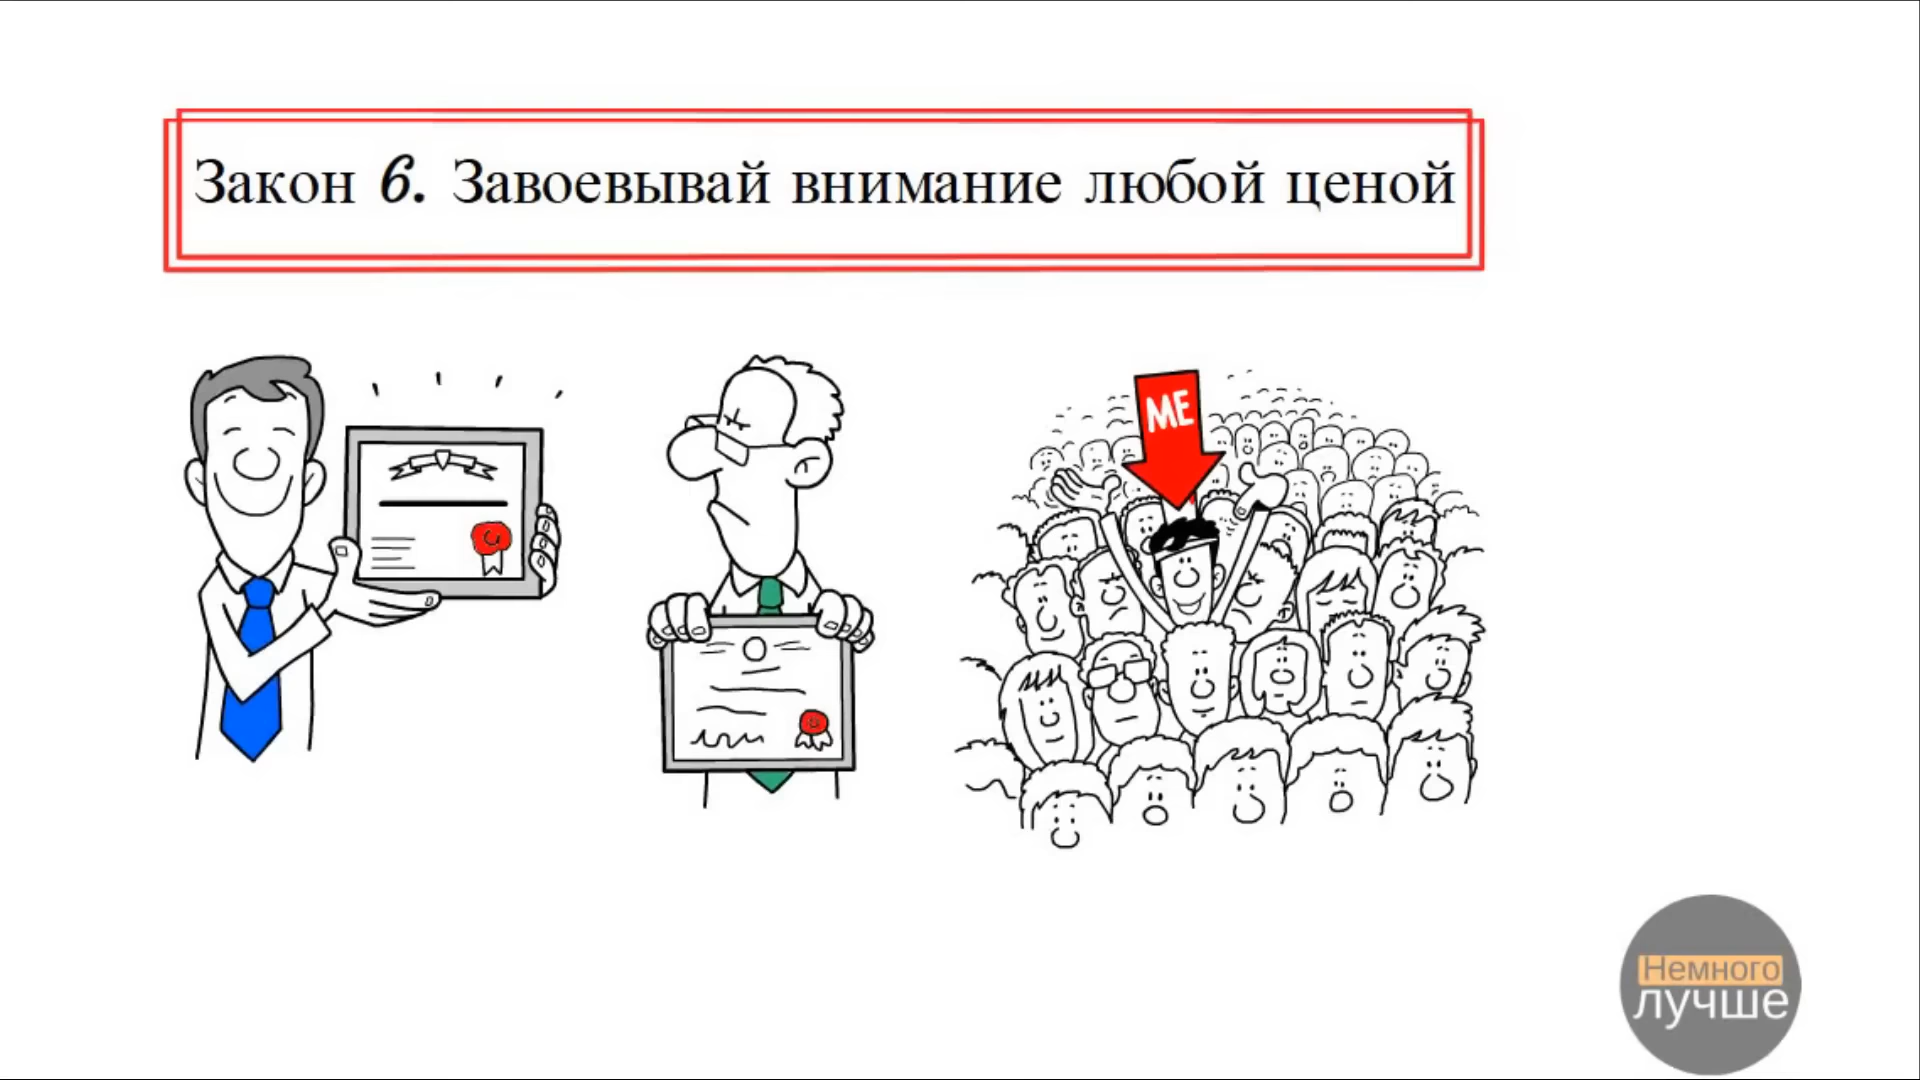 Закон 6. Завоевывай внимание любой ценой
ME
Немного
лучше